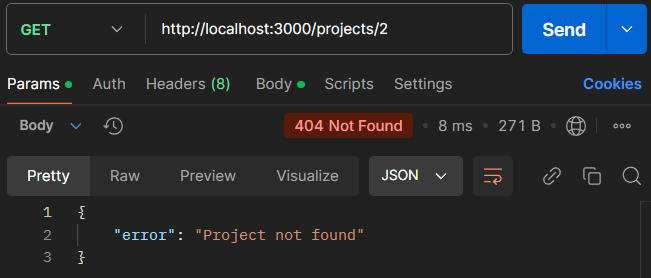 GET http://localhost:3000/projects/2 Send
Params Auth Headers (8) Body Scripts Settings Cookies
Body 404 Not Found 8 ms 271 B
Pretty Raw Preview Visualize JSON
1 {
2 "error": "Project not found"
3 }